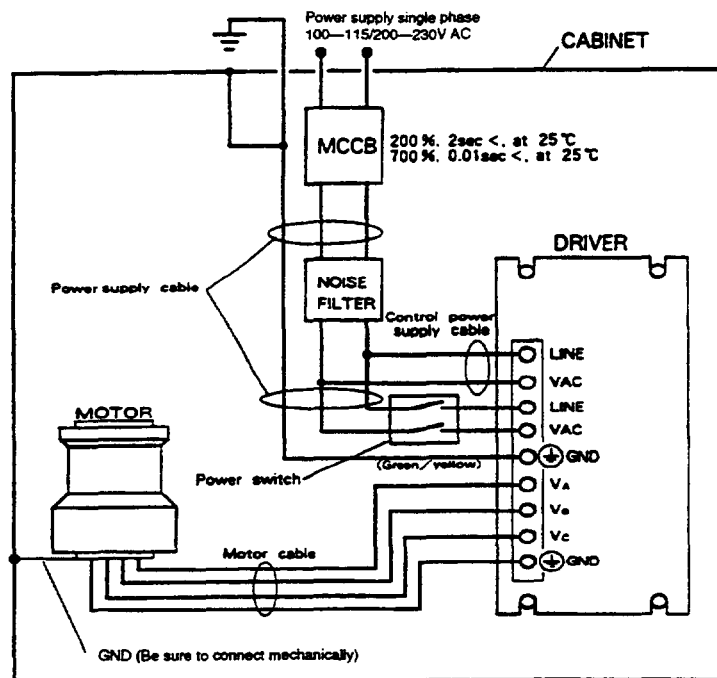 Power supply single phase
100—115/200—230V AC
CABINET
MCCB
200 %, 2sec <, at 25 ℃
700 %, 0.01sec <, at 25 ℃
DRIVER
Power supply cable
NOISE
FILTER
Control power
supply cable
LINE
VAC
LINE
VAC
GND
(Green/yellow)
Power switch
MOTOR
VA
VB
VC
GND
Motor cable
GND (Be sure to connect mechanically)